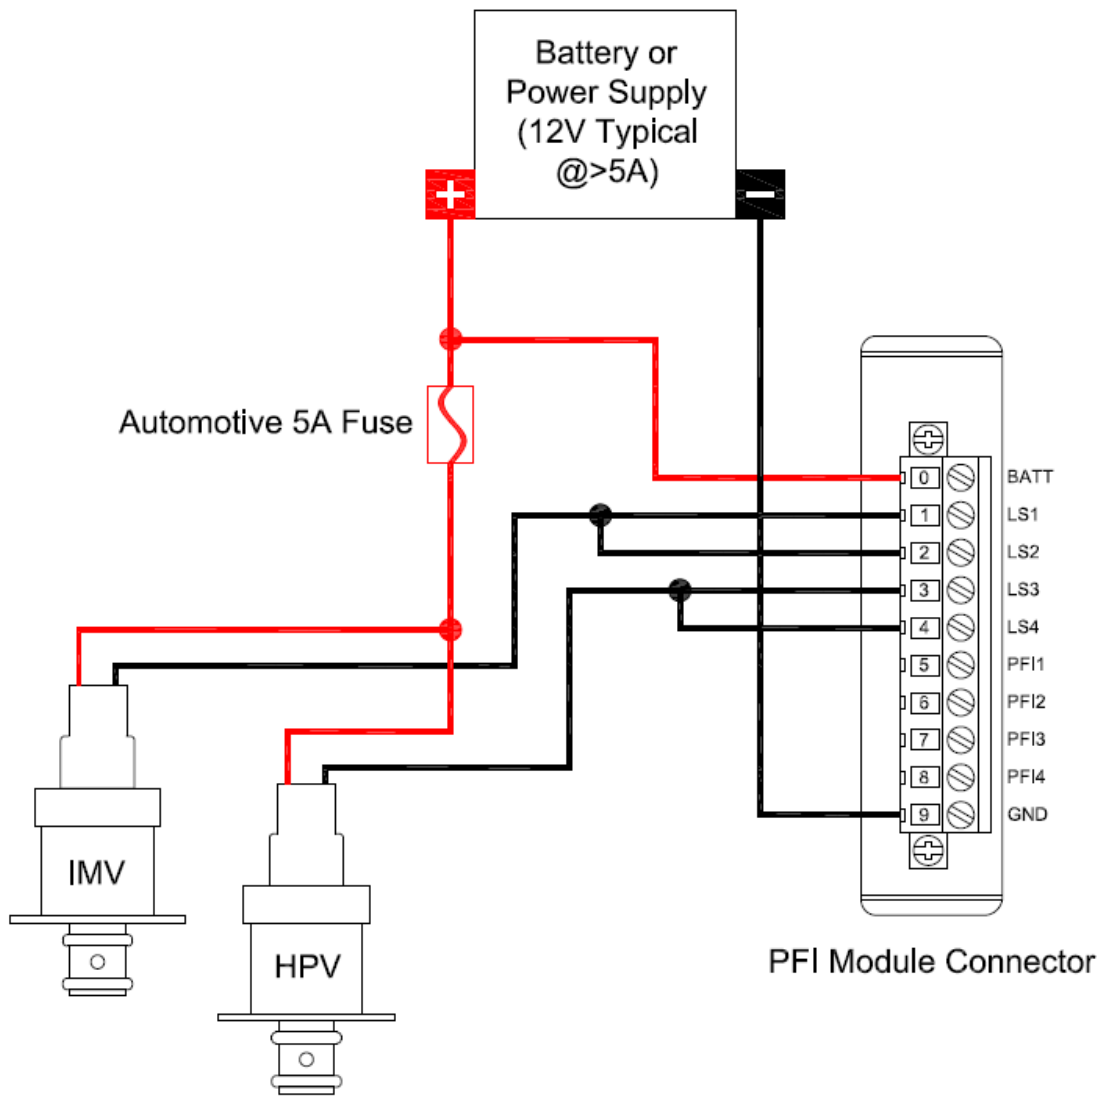 Battery or
Power Supply
(12V Typical
@>5A)
+
−
Automotive 5A Fuse
0 BATT
1 LS1
2 LS2
3 LS3
4 LS4
5 PFI1
6 PFI2
7 PFI3
8 PFI4
9 GND
IMV
HPV
PFI Module Connector